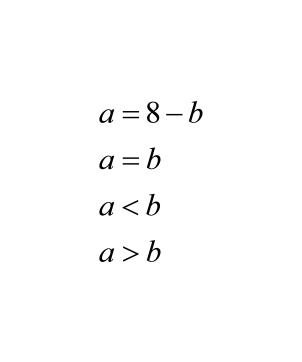 a = 8 − b
a = b
a < b
a > b